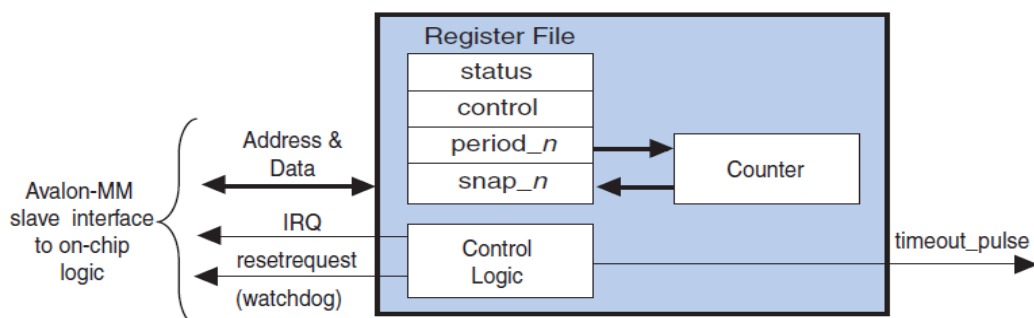 Register File
status
control
period_n
snap_n
Counter
Address &
Data
Avalon-MM
slave interface
to on-chip
logic
IRQ
resetrequest
(watchdog)
Control
Logic
timeout_pulse